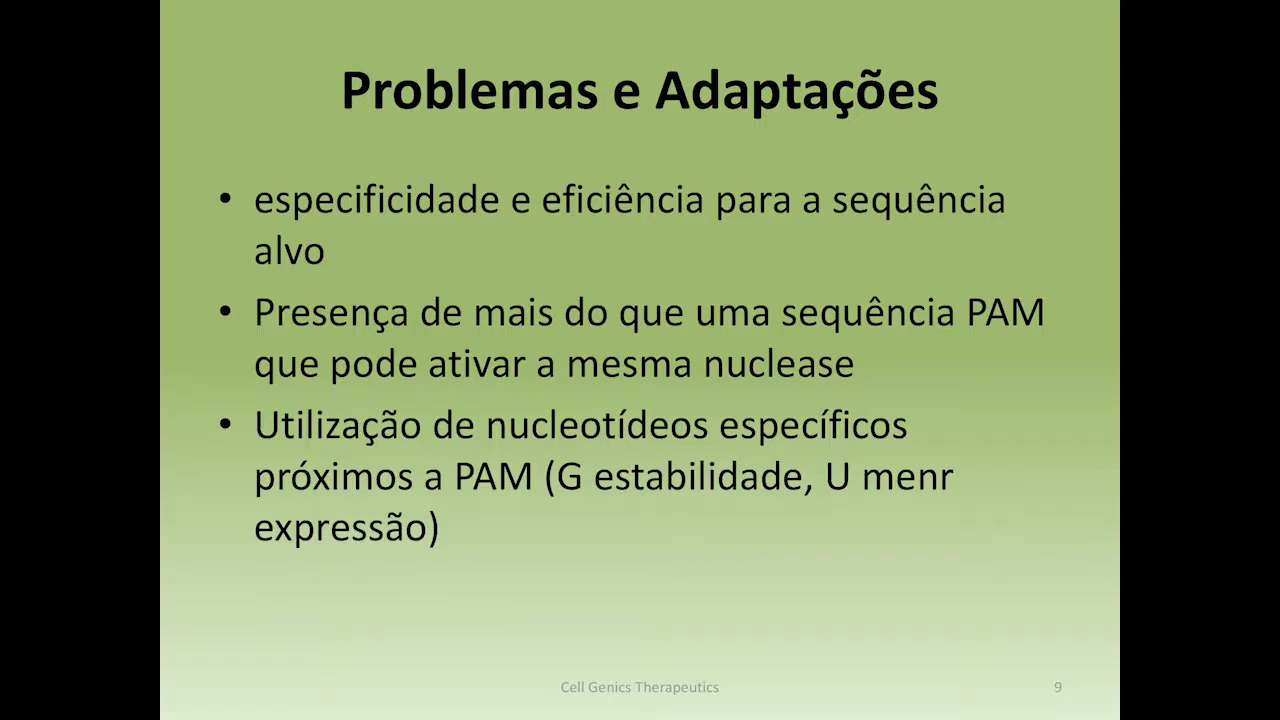 Problemas e Adaptações
• especificidade e eficiência para a sequência
alvo
• Presença de mais do que uma sequência PAM
que pode ativar a mesma nuclease
• Utilização de nucleotídeos específicos
próximos a PAM (G estabilidade, U menr
expressão)
Cell Genics Therapeutics
9